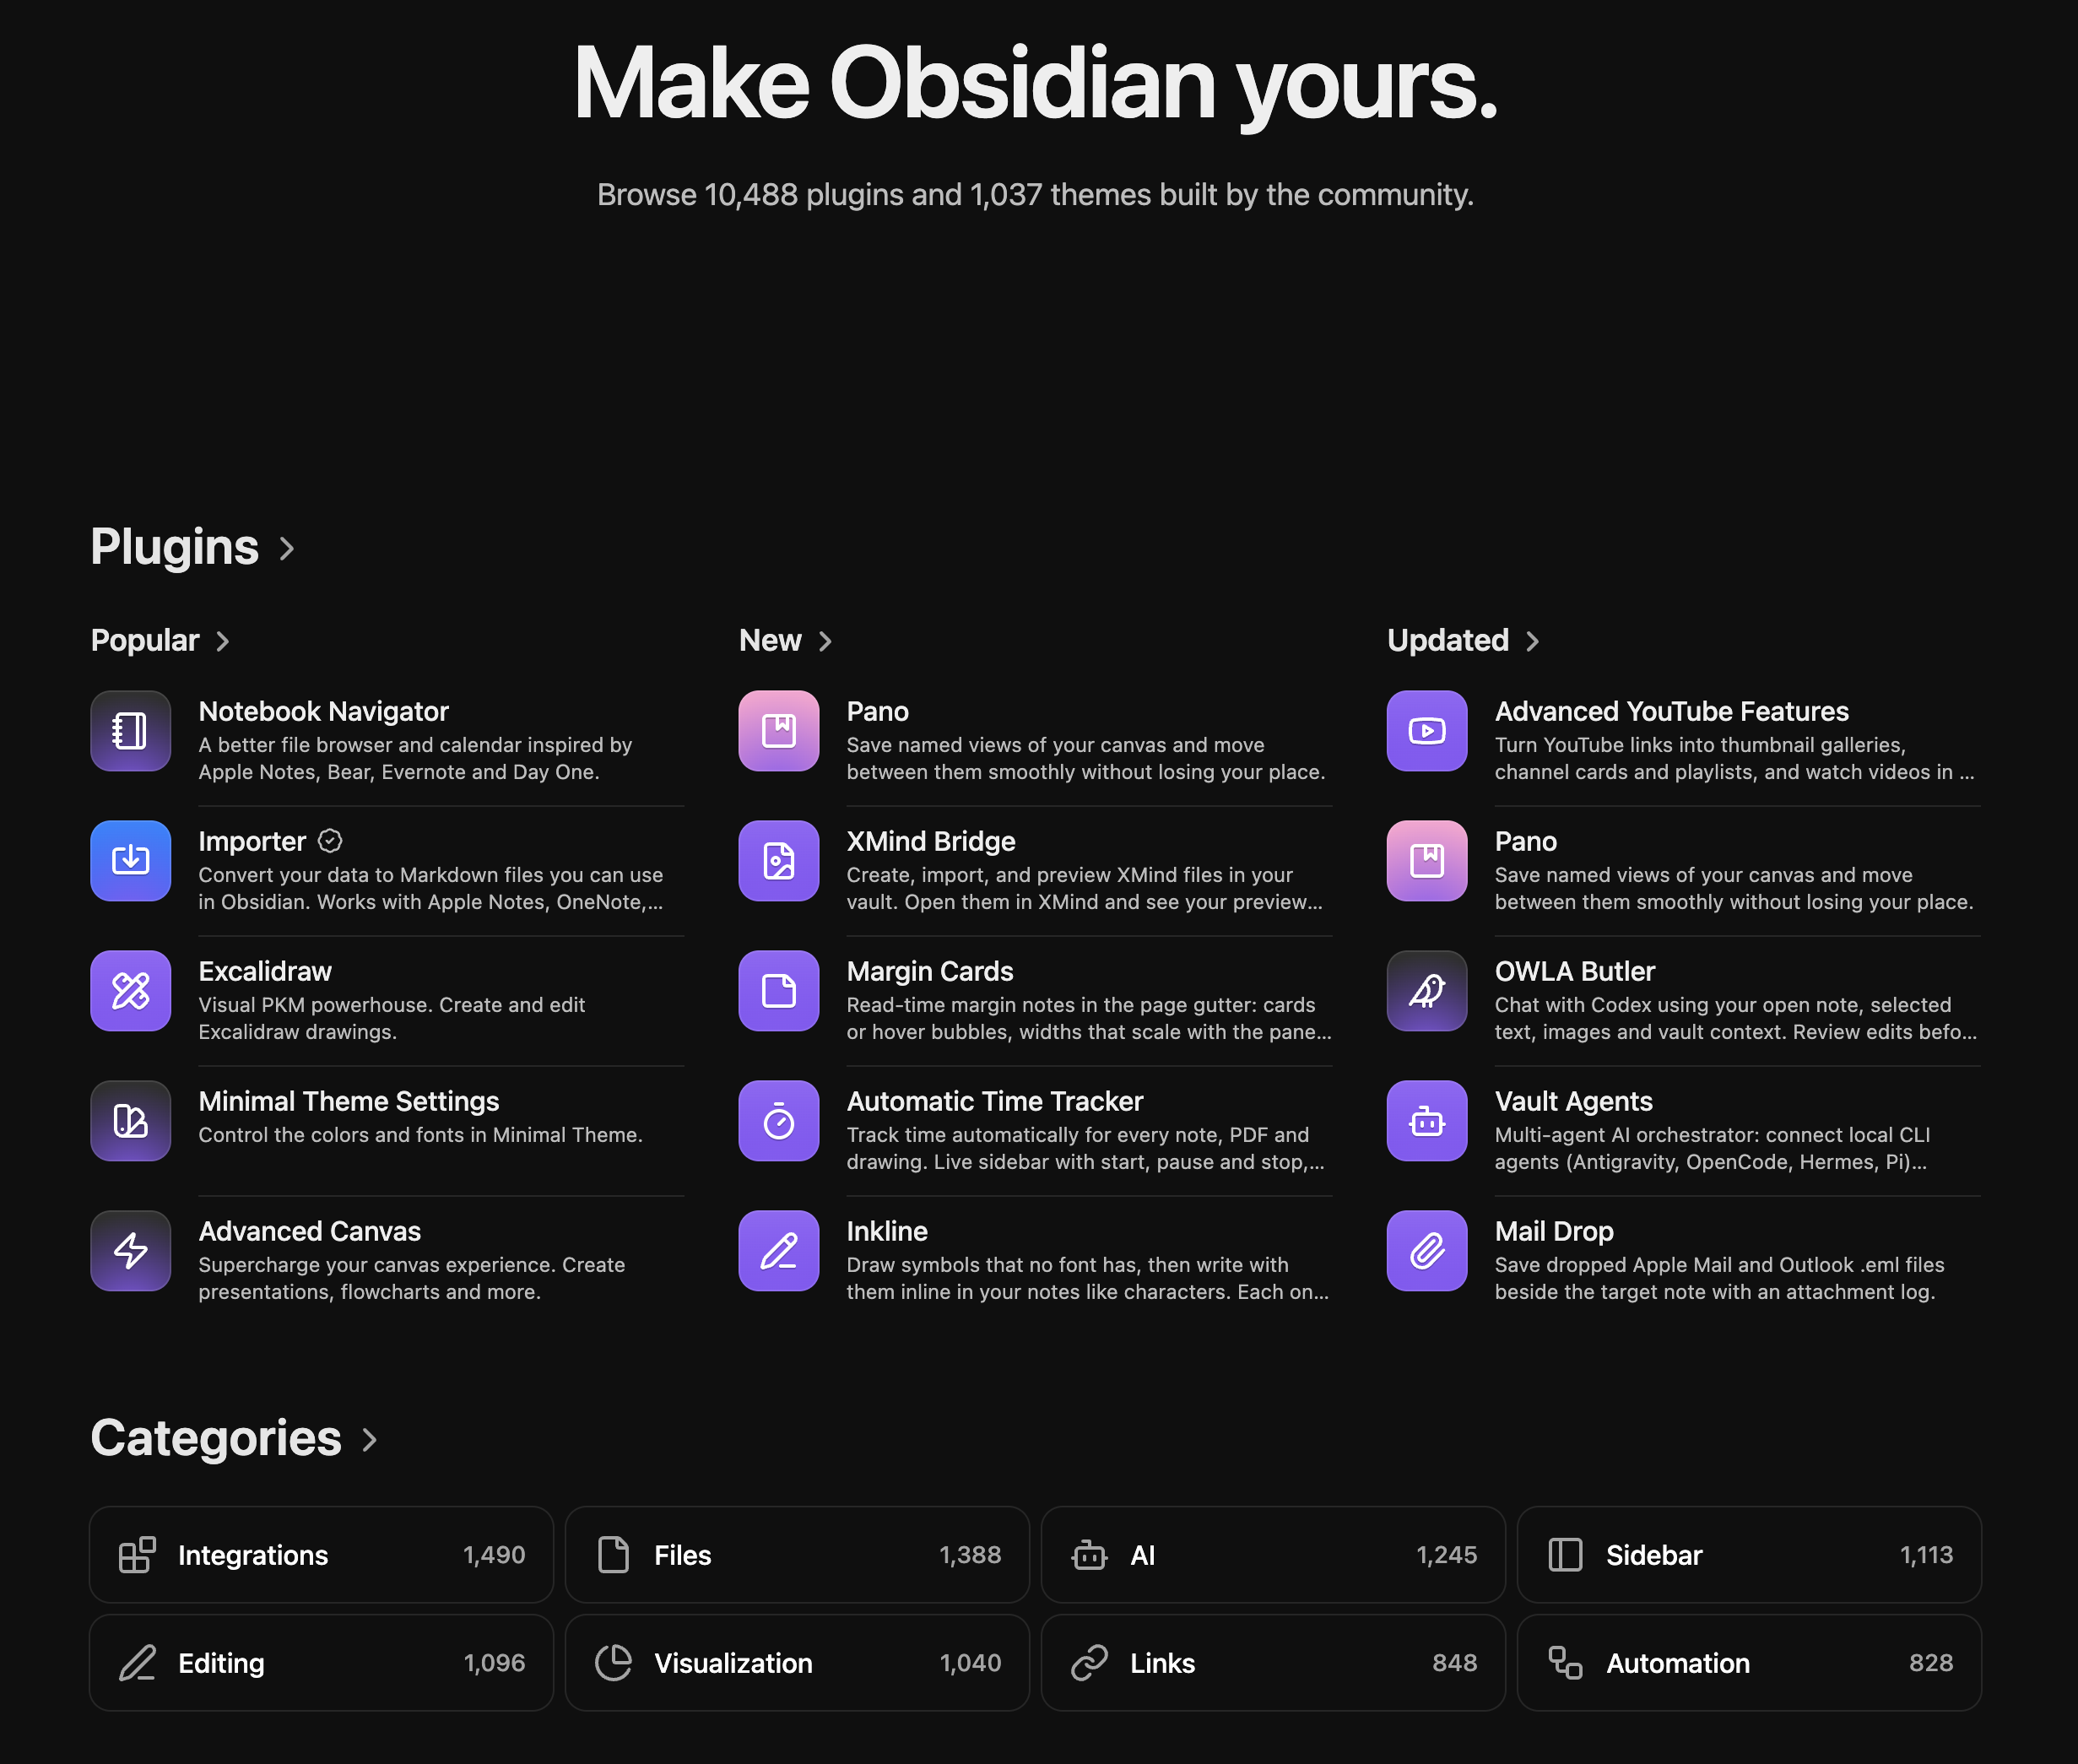 Make Obsidian yours.
Browse 10,488 plugins and 1,037 themes built by the community.
Plugins
Popular
Notebook Navigator
A better file browser and calendar inspired by
Apple Notes, Bear, Evernote and Day One.
Importer
Convert your data to Markdown files you can use
in Obsidian. Works with Apple Notes, OneNote,...
Excalidraw
Visual PKM powerhouse. Create and edit
Excalidraw drawings.
Minimal Theme Settings
Control the colors and fonts in Minimal Theme.
Advanced Canvas
Supercharge your canvas experience. Create
presentations, flowcharts and more.
New
Pano
Save named views of your canvas and move
between them smoothly without losing your place.
XMind Bridge
Create, import, and preview XMind files in your
vault. Open them in XMind and see your preview...
Margin Cards
Read-time margin notes in the page gutter: cards
or hover bubbles, widths that scale with the pane...
Automatic Time Tracker
Track time automatically for every note, PDF and
drawing. Live sidebar with start, pause and stop,...
Inkline
Draw symbols that no font has, then write with
them inline in your notes like characters. Each on...
Updated
Advanced YouTube Features
Turn YouTube links into thumbnail galleries,
channel cards and playlists, and watch videos in ...
Pano
Save named views of your canvas and move
between them smoothly without losing your place.
OWLA Butler
Chat with Codex using your open note, selected
text, images and vault context. Review edits befo...
Vault Agents
Multi-agent AI orchestrator: connect local CLI
agents (Antigravity, OpenCode, Hermes, Pi)...
Mail Drop
Save dropped Apple Mail and Outlook .eml files
beside the target note with an attachment log.
Categories
Integrations 1,490
Files 1,388
AI 1,245
Sidebar 1,113
Editing 1,096
Visualization 1,040
Links 848
Automation 828